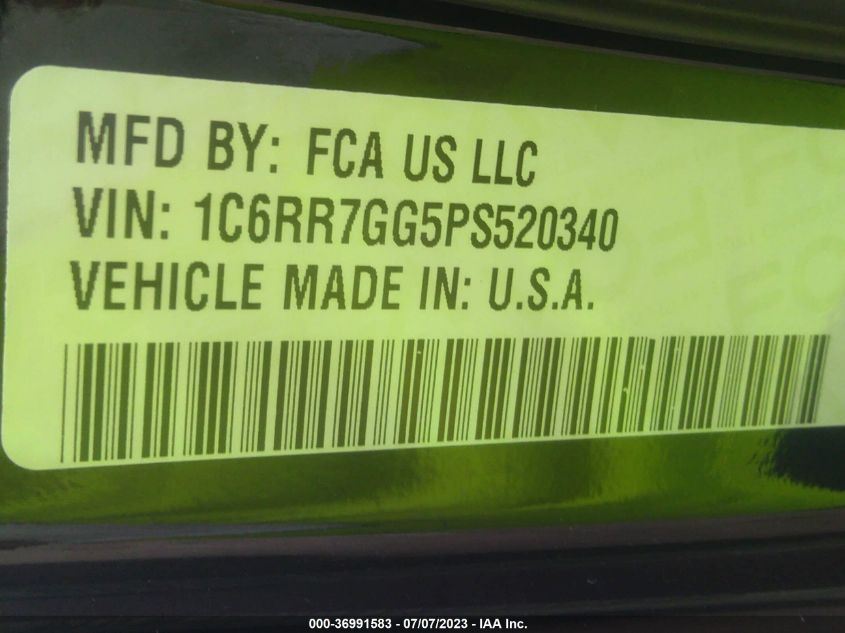 MFD BY: FCA US LLC
VIN: 1C6RR7GG5PS520340
VEHICLE MADE IN: U.S.A.
000-36991583 - 07/07/2023 - IAA Inc.